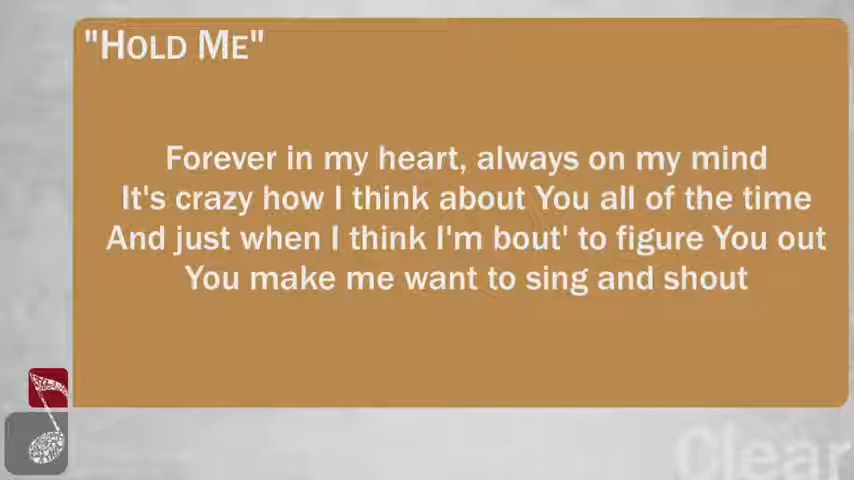 "HOLD ME"
Forever in my heart, always on my mind
It's crazy how I think about You all of the time
And just when I think I'm bout' to figure You out
You make me want to sing and shout
Clear